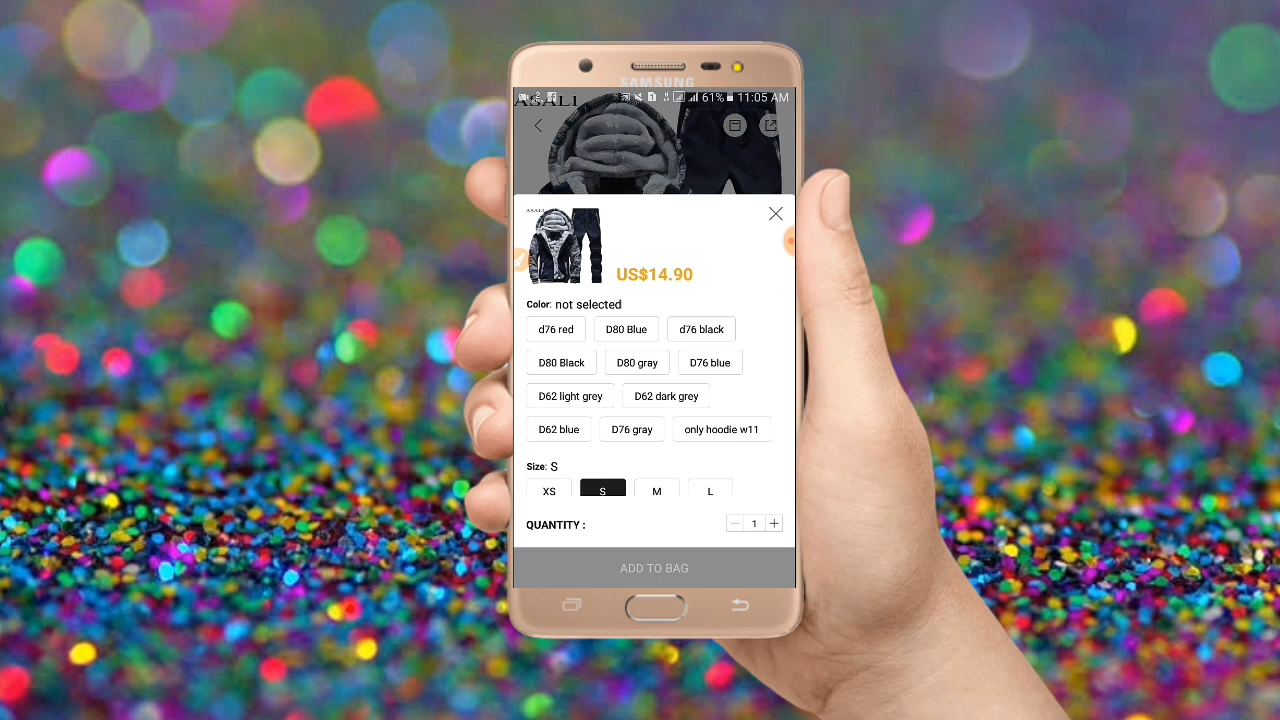 SAMSUNG
61% 11:05 AM
ASALI
ASALI
US$14.90
Color: not selected
d76 red D80 Blue d76 black
D80 Black D80 gray D76 blue
D62 light grey D62 dark grey
D62 blue D76 gray only hoodie w11
Size: S
XS S M L
QUANTITY : 1
ADD TO BAG